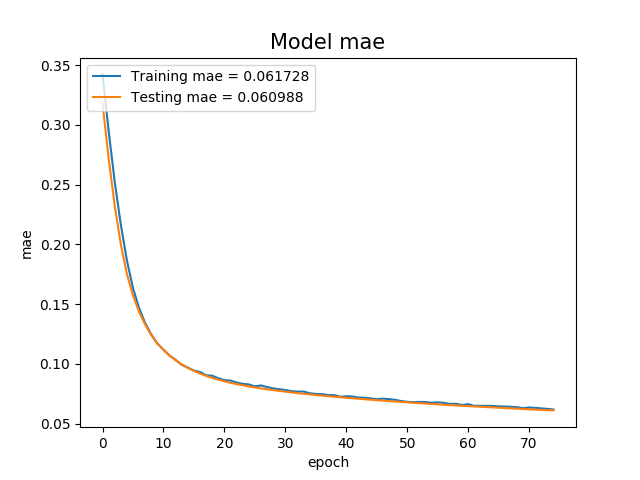 Model mae
Training mae = 0.061728
Testing mae = 0.060988
0.35
0.30
0.25
0.20
0.15
0.10
0.05
mae
0 10 20 30 40 50 60 70
epoch